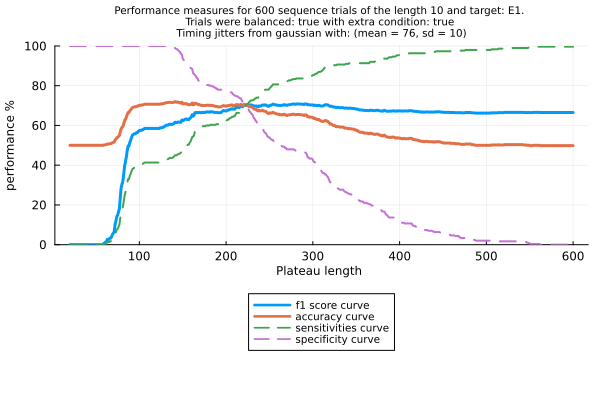 Performance measures for 600 sequence trials of the length 10 and target: E1.
Trials were balanced: true with extra condition: true
Timing jitters from gaussian with: (mean = 76, sd = 10)
100
80
60
40
20
0
performance %
100 200 300 400 500 600
Plateau length
f1 score curve
accuracy curve
sensitivities curve
specificity curve